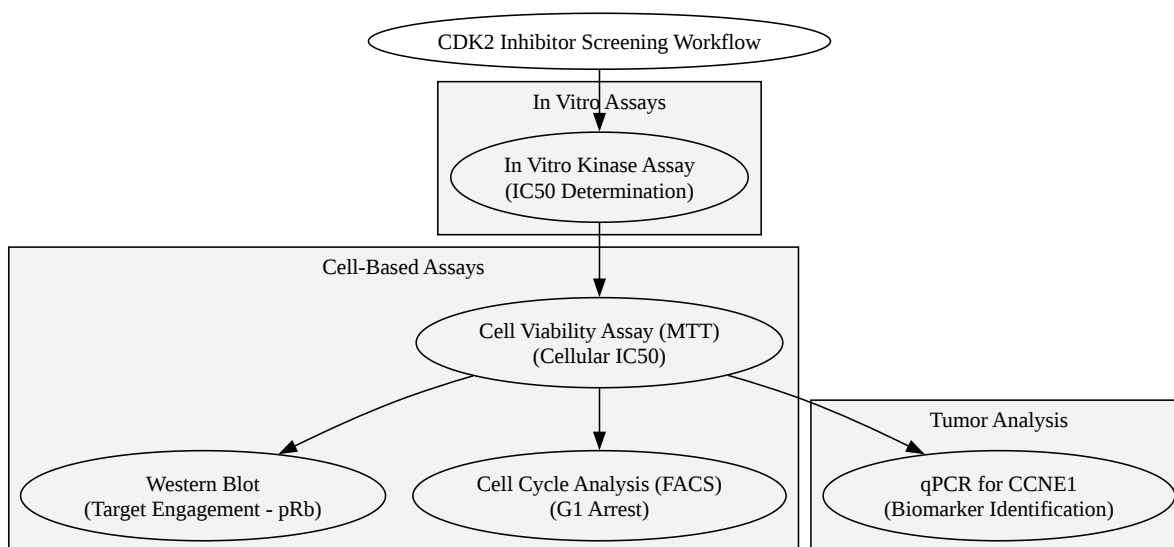 CDK2 Inhibitor Screening Workflow
In Vitro Assays
In Vitro Kinase Assay
(IC50 Determination)
Cell-Based Assays
Cell Viability Assay (MTT)
(Cellular IC50)
Tumor Analysis
Western Blot
(Target Engagement - pRb)
Cell Cycle Analysis (FACS)
(G1 Arrest)
qPCR for CCNE1
(Biomarker Identification)